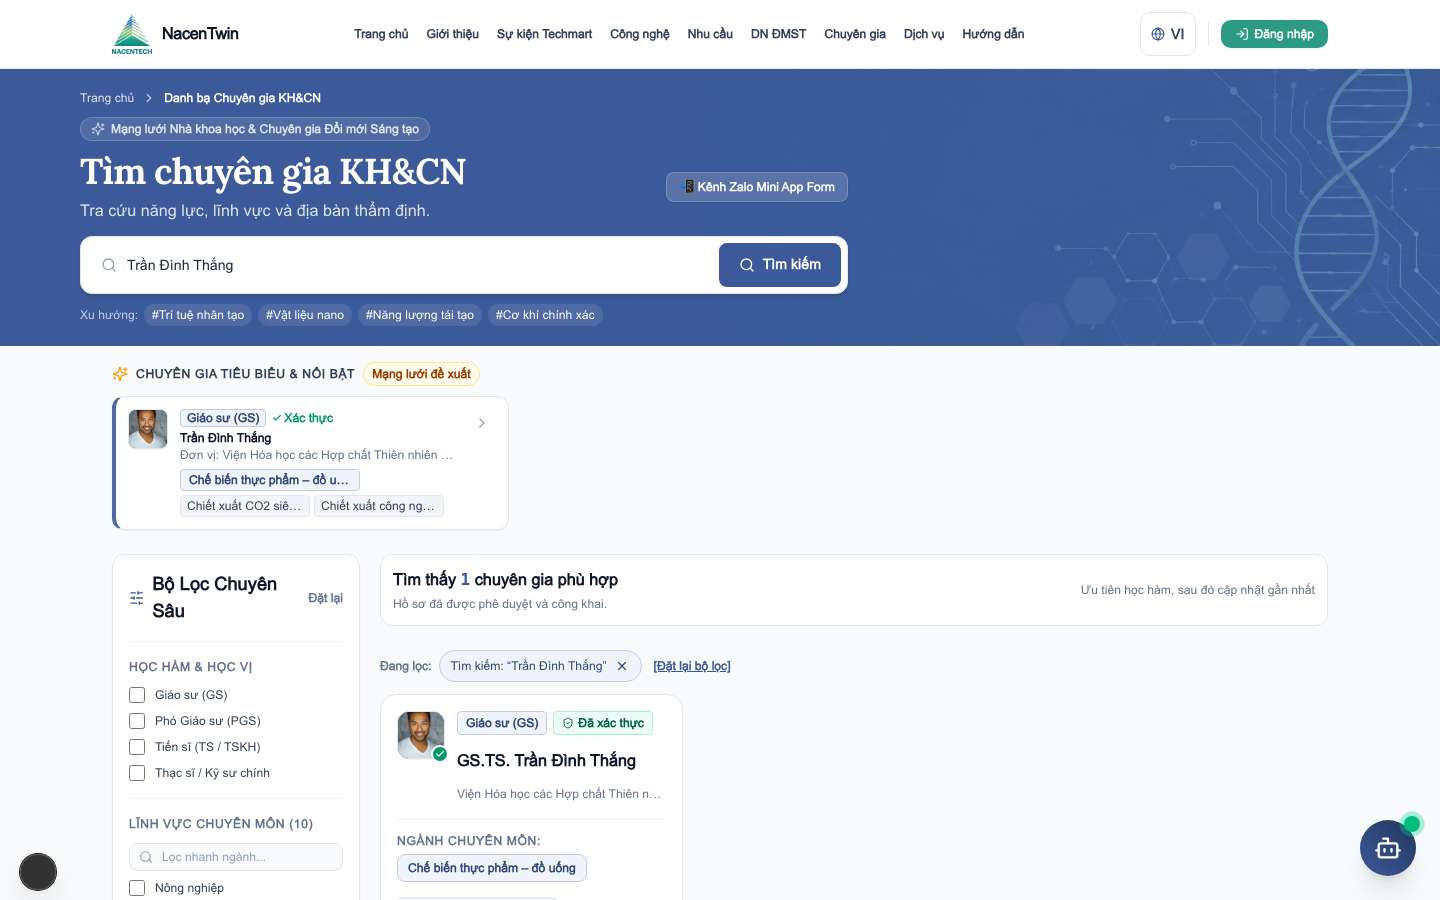 NACENTECH
NacenTwin
Trang chủ
Giới thiệu
Sự kiện Techmart
Công nghệ
Nhu cầu
DN ĐMST
Chuyên gia
Dịch vụ
Hướng dẫn
VI
Đăng nhập
Trang chủ
Danh bạ Chuyên gia KH&CN
Mạng lưới Nhà khoa học & Chuyên gia Đổi mới Sáng tạo
Tìm chuyên gia KH&CN
Kênh Zalo Mini App Form
Tra cứu năng lực, lĩnh vực và địa bàn thẩm định.
Trần Đình Thắng
Tìm kiếm
Xu hướng:
#Trí tuệ nhân tạo
#Vật liệu nano
#Năng lượng tái tạo
#Cơ khí chính xác
CHUYÊN GIA TIÊU BIỂU & NỔI BẬT
Mạng lưới đề xuất
Giáo sư (GS)
Xác thực
Trần Đình Thắng
Đơn vị: Viện Hóa học các Hợp chất Thiên nhiên ...
Chế biến thực phẩm – đồ u...
Chiết xuất CO2 siê...
Chiết xuất công ng...
Bộ Lọc Chuyên
Sâu
Đặt lại
HỌC HÀM & HỌC VỊ
Giáo sư (GS)
Phó Giáo sư (PGS)
Tiến sĩ (TS / TSKH)
Thạc sĩ / Kỹ sư chính
LĨNH VỰC CHUYÊN MÔN (10)
Lọc nhanh ngành...
Nông nghiệp
Tìm thấy 1 chuyên gia phù hợp
Hồ sơ đã được phê duyệt và công khai.
Ưu tiên học hàm, sau đó cập nhật gần nhất
Đang lọc:
Tìm kiếm: “Trần Đình Thắng”
[Đặt lại bộ lọc]
Giáo sư (GS)
Đã xác thực
GS.TS. Trần Đình Thắng
Viện Hóa học các Hợp chất Thiên n...
NGÀNH CHUYÊN MÔN:
Chế biến thực phẩm – đồ uống